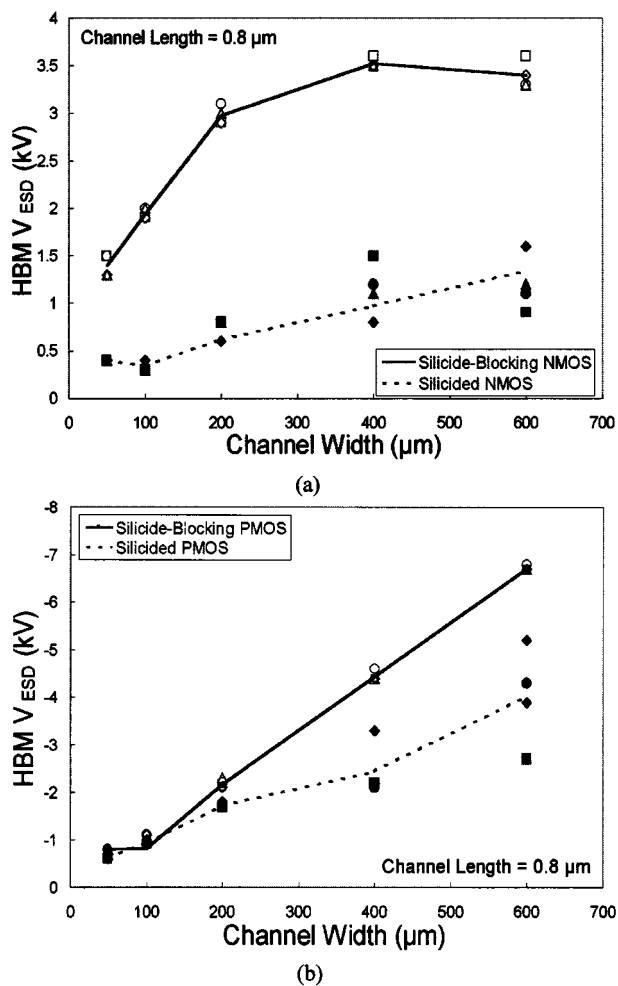 Channel Length = 0.8 µm
HBM V ESD (kV)
4
3.5
3
2.5
2
1.5
1
0.5
0
Silicide-Blocking NMOS
Silicided NMOS
0 100 200 300 400 500 600 700
Channel Width (µm)
(a)
HBM V ESD (kV)
-8
-7
-6
-5
-4
-3
-2
-1
0
Silicide-Blocking PMOS
Silicided PMOS
Channel Length = 0.8 µm
0 100 200 300 400 500 600 700
Channel Width (µm)
(b)